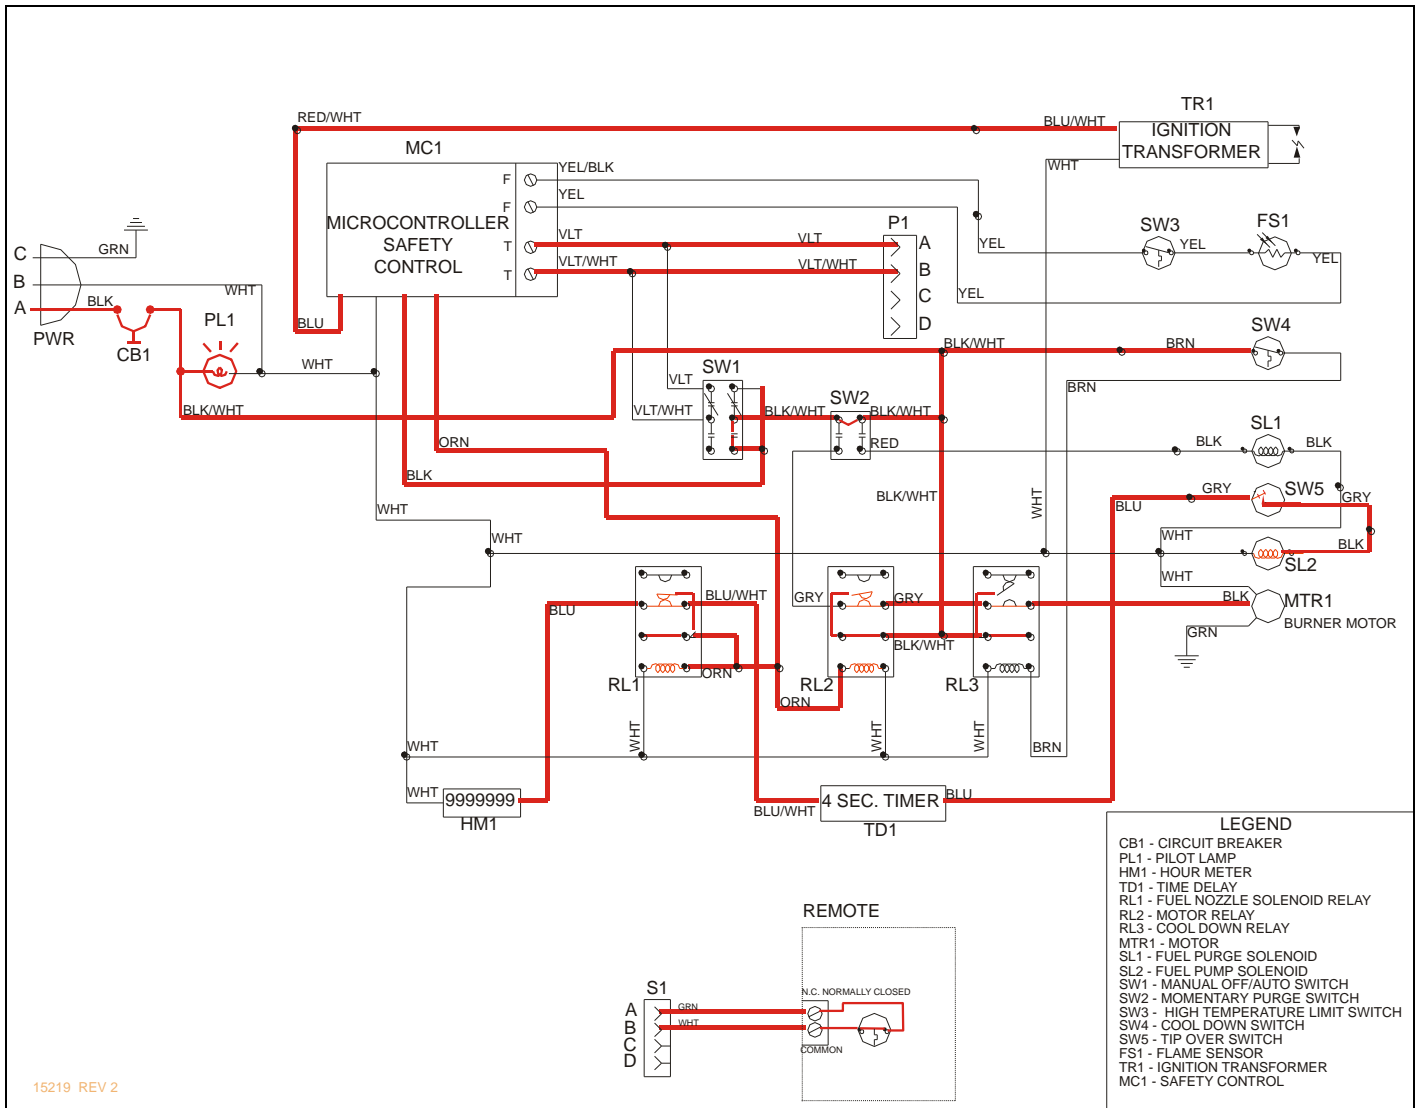 TR1
RED/WHT
BLU/WHT
IGNITION
TRANSFORMER
MC1
WHT
YEL/BLK
F
YEL
F
MICROCONTROLLER
SAFETY
CONTROL
T
VLT
VLT
T
VLT/WHT
VLT/WHT
P1
A
B
C
D
SW3
FS1
YEL
YEL
YEL
YEL
C
GRN
B
WHT
A
BLK
PWR
CB1
PL1
BLU
WHT
BLK/WHT
BRN
SW4
BRN
SW1
VLT
VLT/WHT
BLK/WHT
SW2
BLK/WHT
RED
BLK/WHT
ORN
BLK
SL1
BLK
BLK
BLK/WHT
WHT
GRY
SW5
GRY
BLU
WHT
WHT
WHT
BLK
SL2
WHT
BLU
BLU/WHT
GRY
GRY
BLK
MTR1
BURNER MOTOR
GRN
BLK/WHT
ORN
RL1
RL2
RL3
ORN
WHT
WHT
WHT
WHT
BRN
WHT
9999999
HM1
BLU/WHT
4 SEC. TIMER
BLU
TD1
LEGEND
CB1 - CIRCUIT BREAKER
PL1 - PILOT LAMP
HM1 - HOUR METER
TD1 - TIME DELAY
RL1 - FUEL NOZZLE SOLENOID RELAY
RL2 - MOTOR RELAY
RL3 - COOL DOWN RELAY
MTR1 - MOTOR
SL1 - FUEL PURGE SOLENOID
SL2 - FUEL PUMP SOLENOID
SW1 - MANUAL OFF/AUTO SWITCH
SW2 - MOMENTARY PURGE SWITCH
SW3 - HIGH TEMPERATURE LIMIT SWITCH
SW4 - COOL DOWN SWITCH
SW5 - TIP OVER SWITCH
FS1 - FLAME SENSOR
TR1 - IGNITION TRANSFORMER
MC1 - SAFETY CONTROL
REMOTE
S1
N.C. NORMALLY CLOSED
A
GRN
B
WHT
C
D
COMMON
15219 REV 2